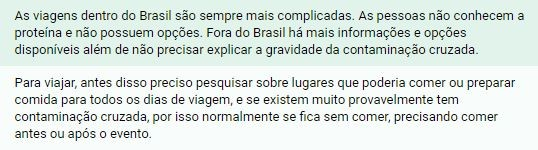 As viagens dentro do Brasil são sempre mais complicadas. As pessoas não conhecem a
proteína e não possuem opções. Fora do Brasil há mais informações e opções
disponíveis além de não precisar explicar a gravidade da contaminação cruzada.
Para viajar, antes disso preciso pesquisar sobre lugares que poderia comer ou preparar
comida para todos os dias de viagem, e se existem muito provavelmente tem
contaminação cruzada, por isso normalmente se fica sem comer, precisando comer
antes ou após o evento.